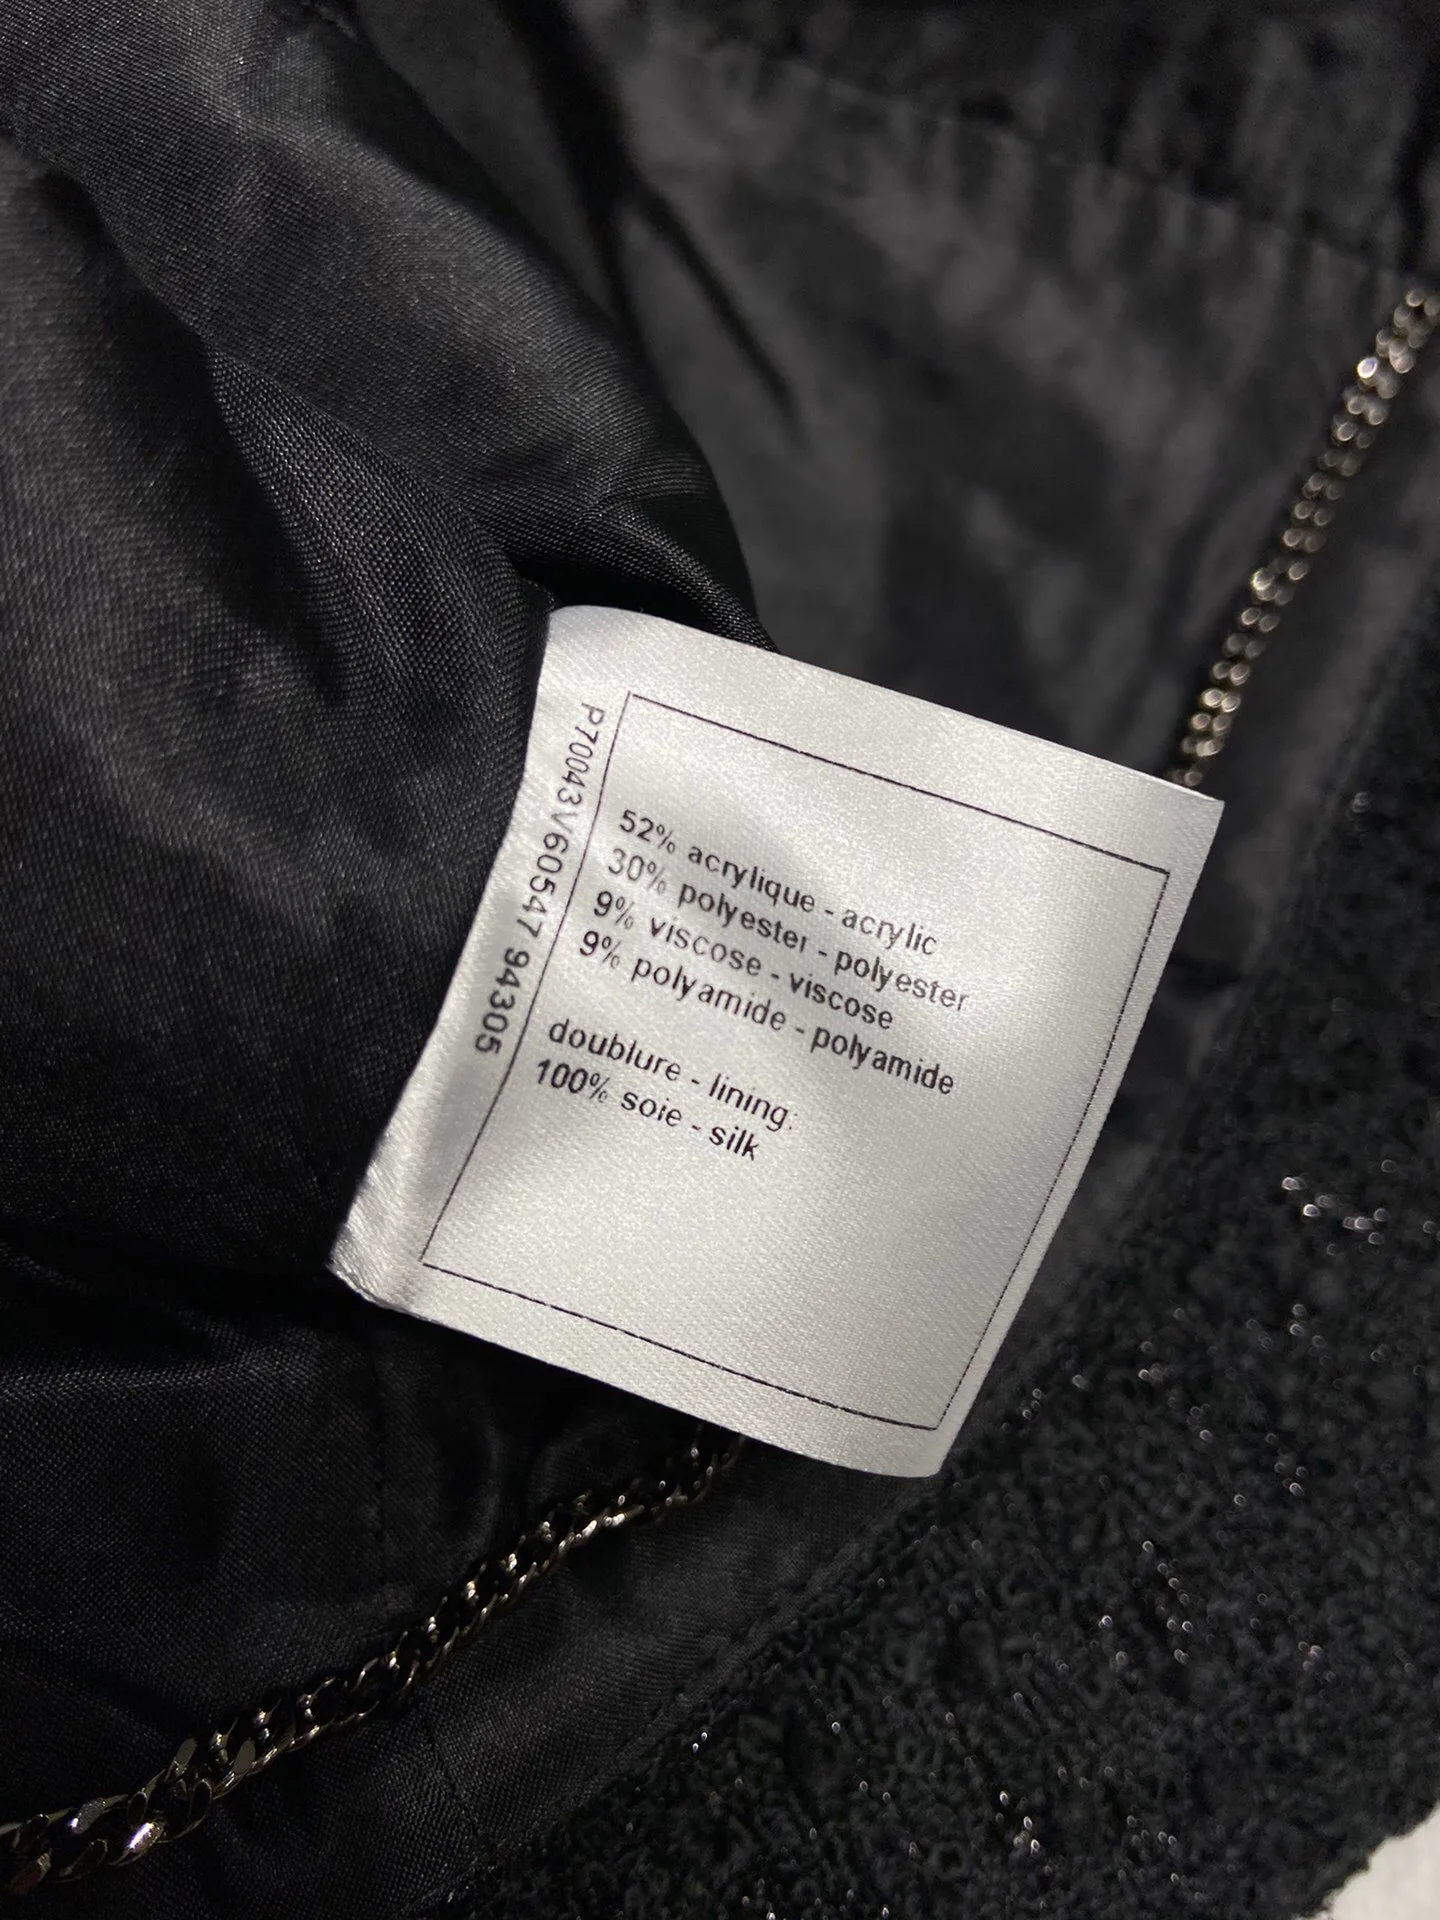 P70043V60547 94305
52% acrylique - acrylic
30% polyester - polyester
9% viscose - viscose
9% polyamide - polyamide
doublure - lining:
100% soie - silk